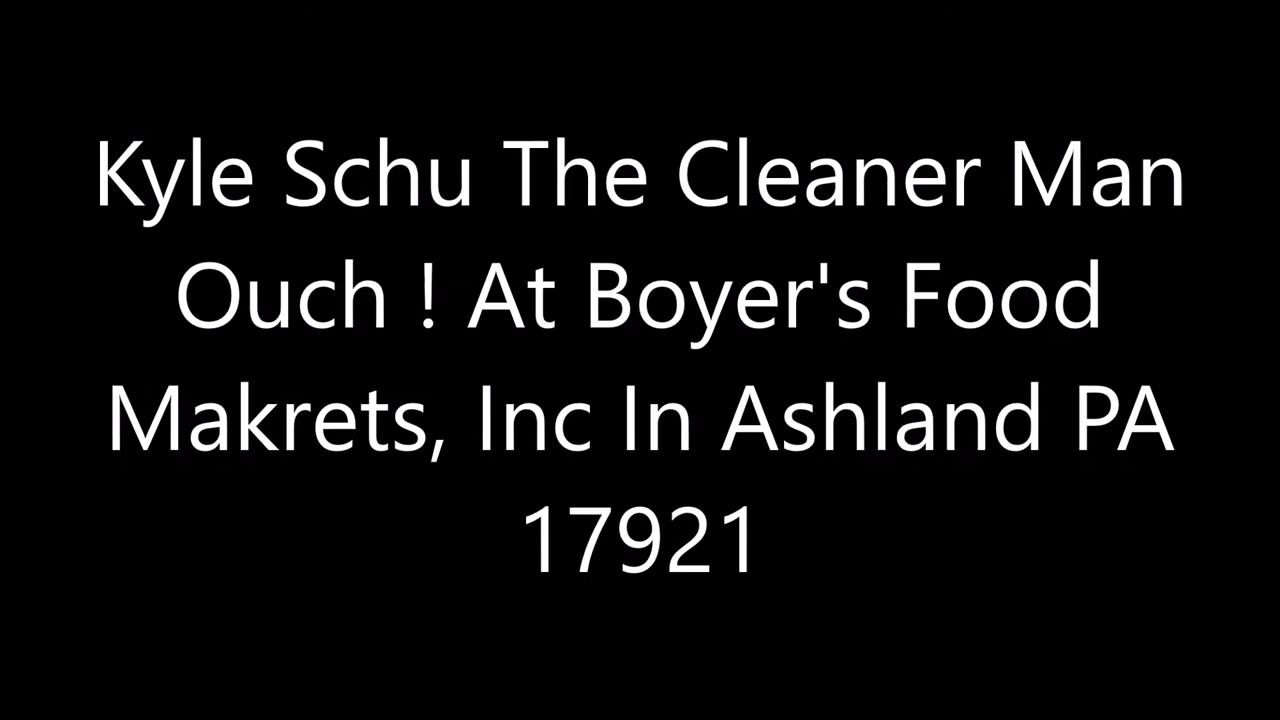 Kyle Schu The Cleaner Man
Ouch ! At Boyer's Food
Makrets, Inc In Ashland PA
17921